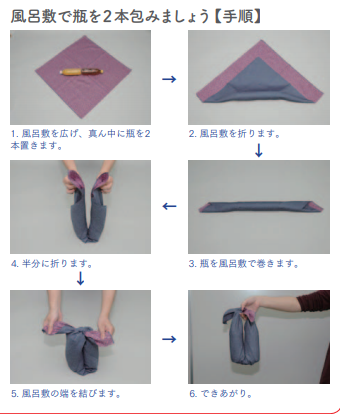 風呂敷で瓶を2本包みましょう【手順】
1. 風呂敷を広げ、真ん中に瓶を2
本置きます。
2. 風呂敷を折ります。
3. 瓶を風呂敷で巻きます。
4. 半分に折ります。
5. 風呂敷の端を結びます。
6. できあがり。